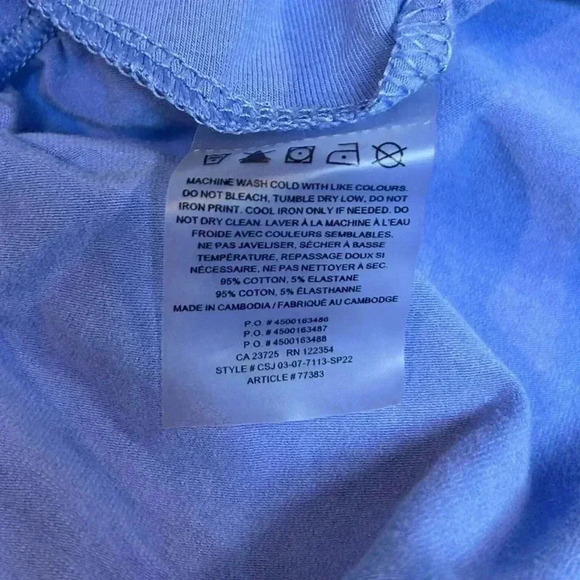 MACHINE WASH COLD WITH LIKE COLOURS.
DO NOT BLEACH, TUMBLE DRY LOW, DO NOT
IRON PRINT. COOL IRON ONLY IF NEEDED. DO
NOT DRY CLEAN. LAVER À LA MACHINE À L'EAU
FROIDE AVEC COULEURS SEMBLABLES.
NE PAS JAVELISER, SÉCHER À BASSE
TEMPÉRATURE, REPASSAGE DOUX SI
NÉCESSAIRE, NE PAS NETTOYER À SEC.
95% COTTON, 5% ELASTANE
95% COTON, 5% ÉLASTHANNE
MADE IN CAMBODIA / FABRIQUÉ AU CAMBODGE
P.O. # 4500163486
P.O. # 4500163487
P.O. # 4500163488
CA 23725 RN 122354
STYLE # CSJ 03-07-7113-SP22
ARTICLE # 77383